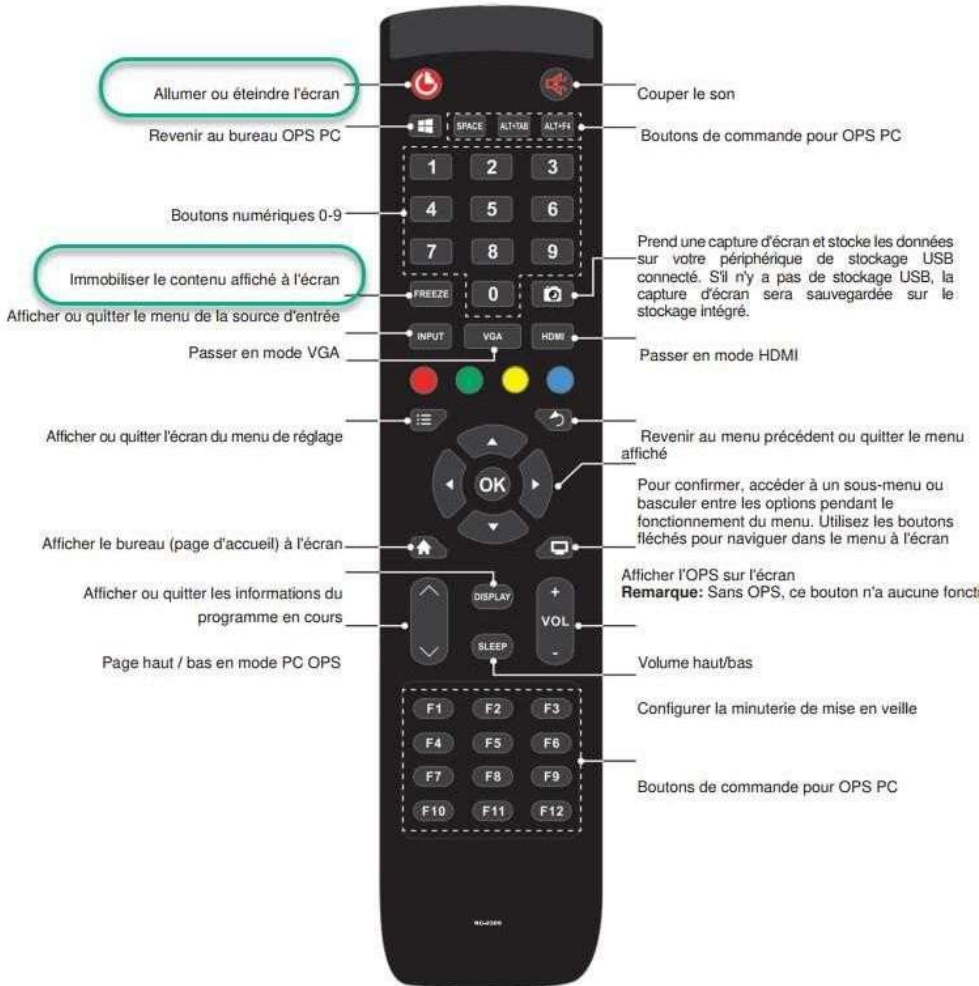 Allumer ou éteindre l'écran
Couper le son
Revenir au bureau OPS PC
SPACE ALT+TAB ALT+F4
Boutons de commande pour OPS PC
1 2 3
4 5 6
Boutons numériques 0-9
7 8 9
Prend une capture d'écran et stocke les données
sur votre périphérique de stockage USB
connecté. S'il n'y a pas de stockage USB, la
capture d'écran sera sauvegardée sur le
stockage intégré.
Immobiliser le contenu affiché à l'écran
FREEZE 0
Afficher ou quitter le menu de la source d'entrée
INPUT VGA HDMI
Passer en mode VGA
Passer en mode HDMI
Afficher ou quitter l'écran du menu de réglage
Revenir au menu précédent ou quitter le menu
affiché
OK
Pour confirmer, accéder à un sous-menu ou
basculer entre les options pendant le
fonctionnement du menu. Utilisez les boutons
fléchés pour naviguer dans le menu à l'écran
Afficher le bureau (page d'accueil) à l'écran
Afficher l'OPS sur l'écran
Remarque: Sans OPS, ce bouton n'a aucune foncti
Afficher ou quitter les informations du
programme en cours
DISPLAY
+
VOL
-
SLEEP
Page haut / bas en mode PC OPS
Volume haut/bas
F1 F2 F3
Configurer la minuterie de mise en veille
F4 F5 F6
F7 F8 F9
Boutons de commande pour OPS PC
F10 F11 F12